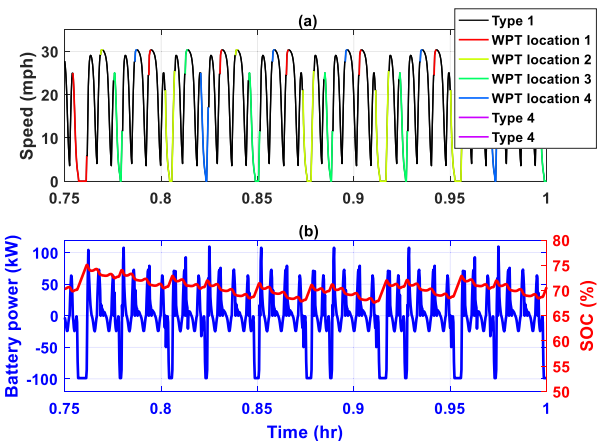 (a)
Type 1
WPT location 1
WPT location 2
WPT location 3
WPT location 4
Type 4
Type 4
Speed (mph)
30
20
10
0
0.75 0.8 0.85 0.9 0.95 1
(b)
Battery power (kW)
100
50
0
-50
-100
80
75
70
65
60
55
50
SOC (%)
0.75 0.8 0.85 0.9 0.95 1
Time (hr)